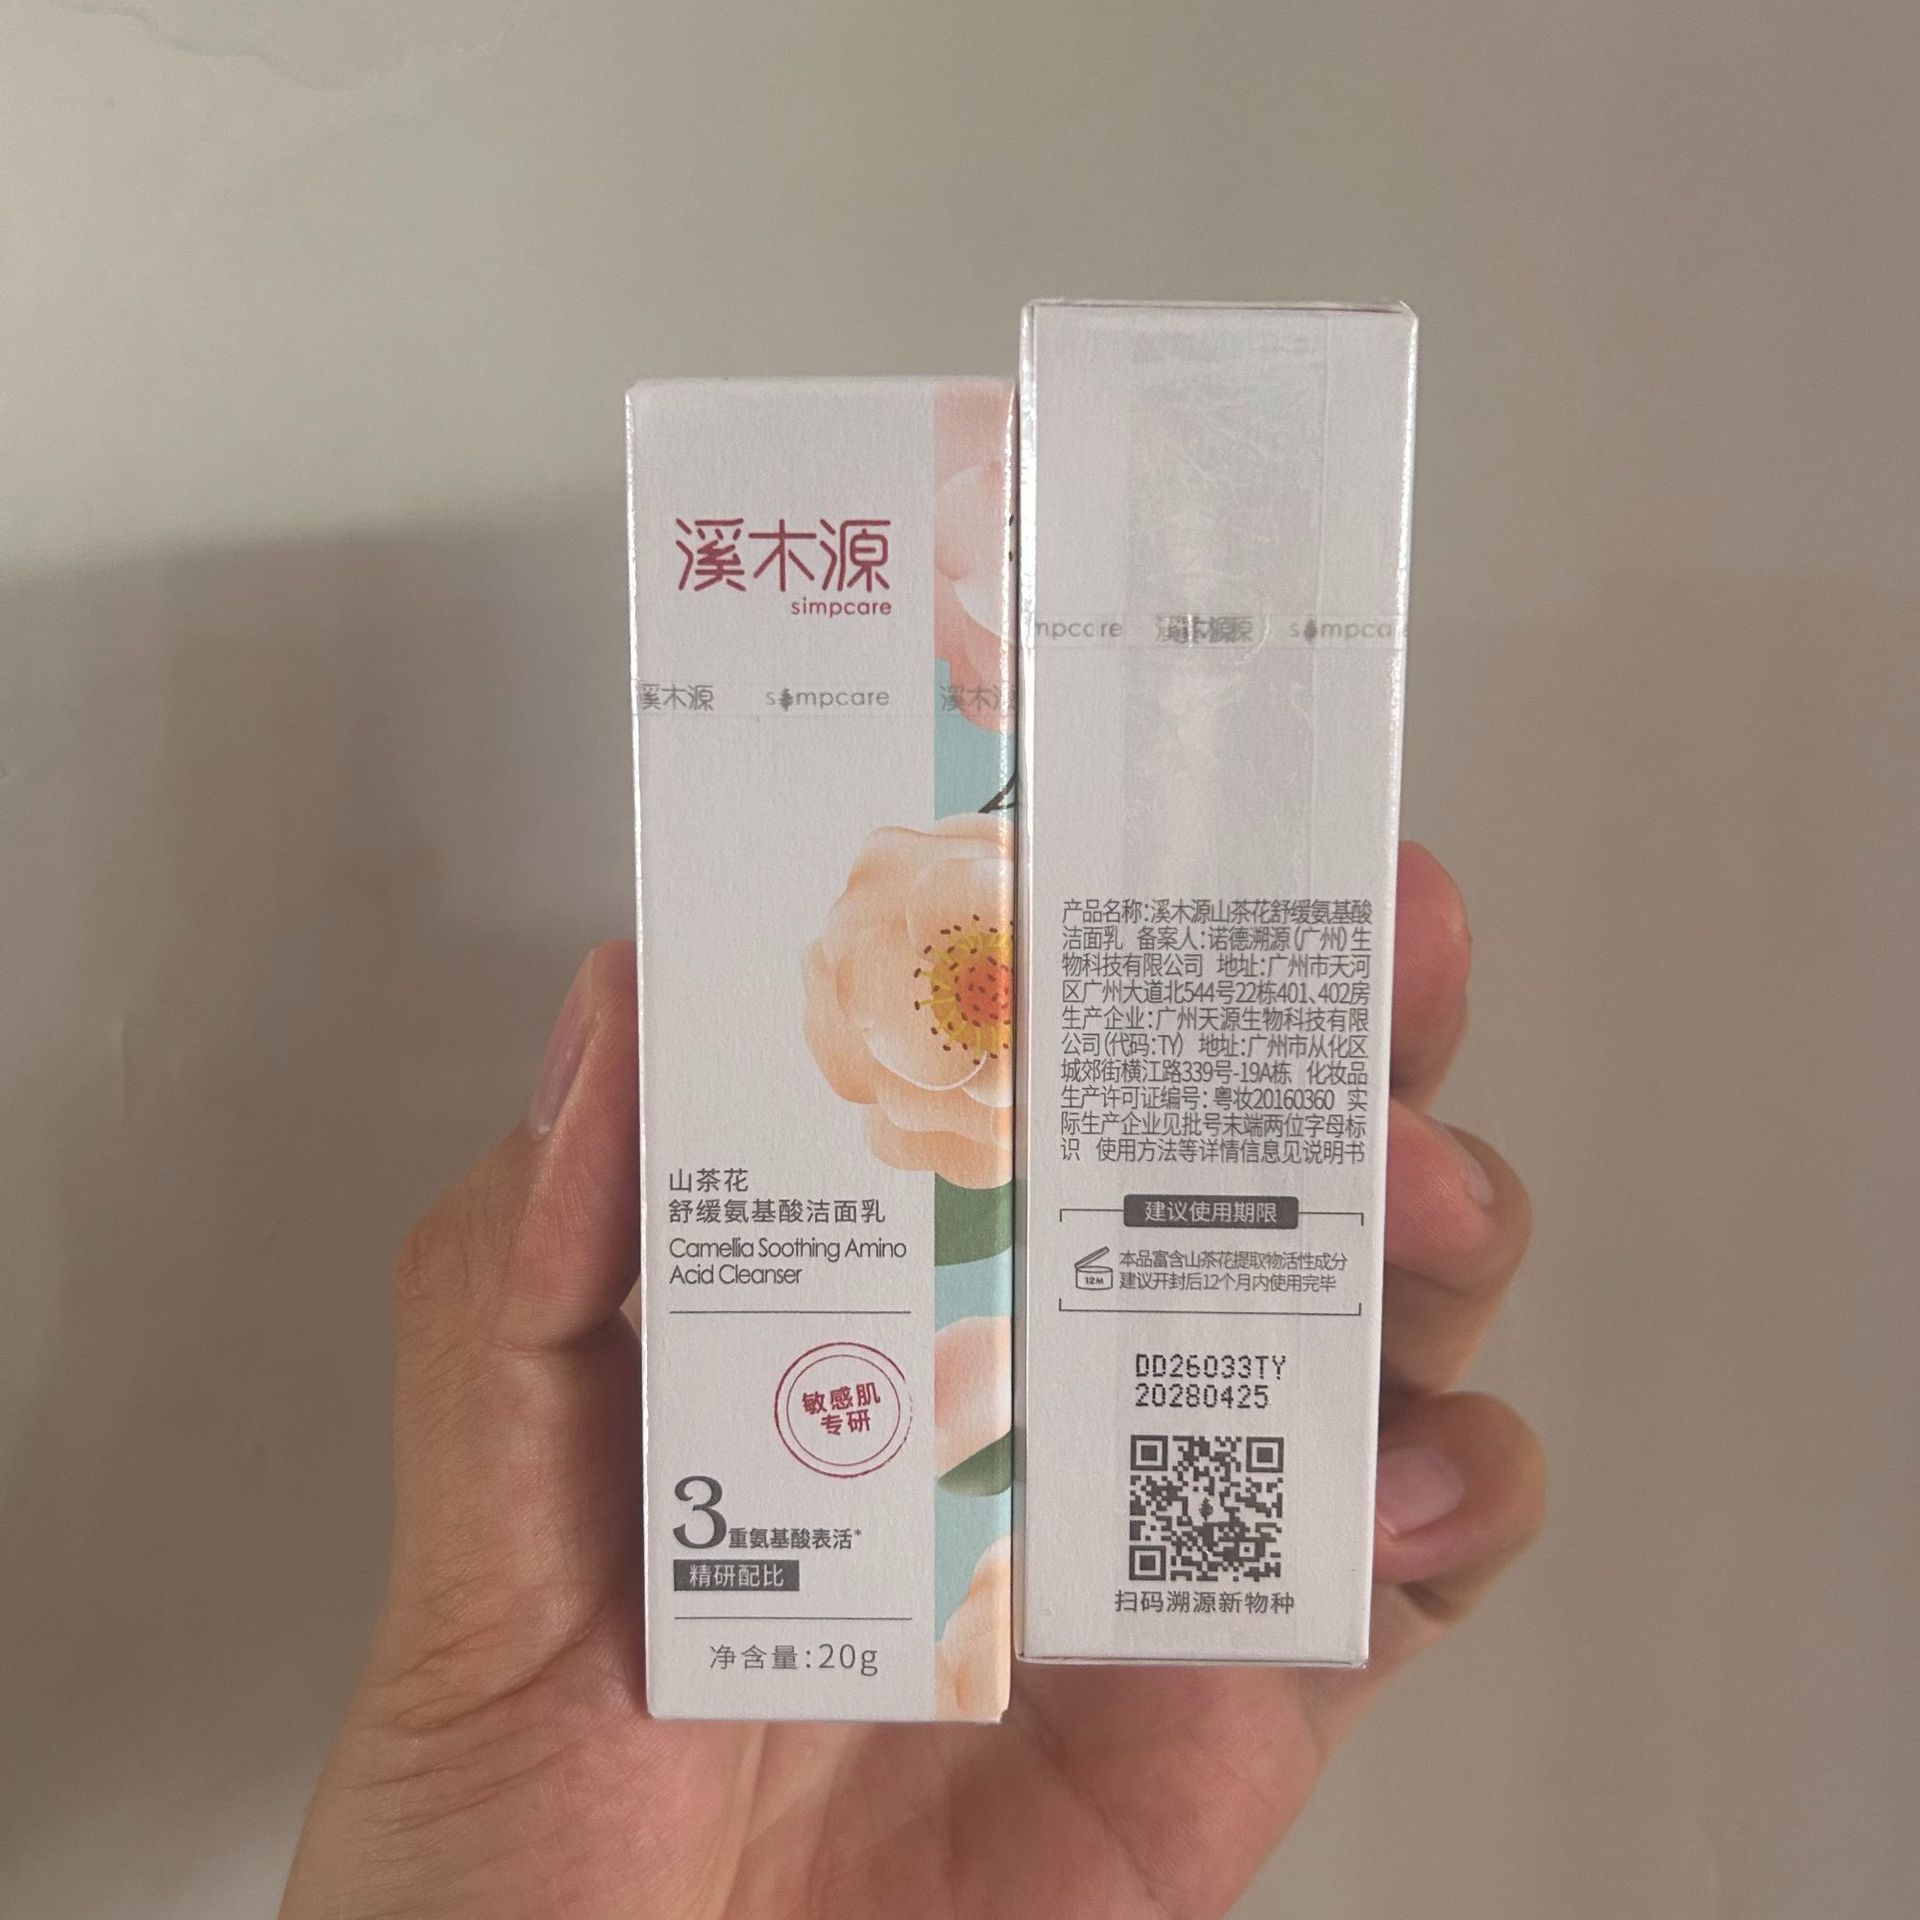 溪木源
simpcare
溪木源 simpcare 溪木源
山茶花
舒缓氨基酸洁面乳
Camellia Soothing Amino
Acid Cleanser
敏感肌
专研
3重氨基酸表活*
精研配比
净含量:20g
mpcare 溪木源 simpca
产品名称:溪木源山茶花舒缓氨基酸
洁面乳 备案人:诺德溯源(广州)生
物科技有限公司 地址:广州市天河
区广州大道北544号22栋401、402房
生产企业:广州天源生物科技有限
公司(代码:TY) 地址:广州市从化区
城郊街横江路339号-19A栋 化妆品
生产许可证编号:粤妆20160360 实
际生产企业见批号末端两位字母标
识 使用方法等详情信息见说明书
建议使用期限
12M
本品富含山茶花提取物活性成分
建议开封后12个月内使用完毕
DD26033TY
20280425
扫码溯源新物种